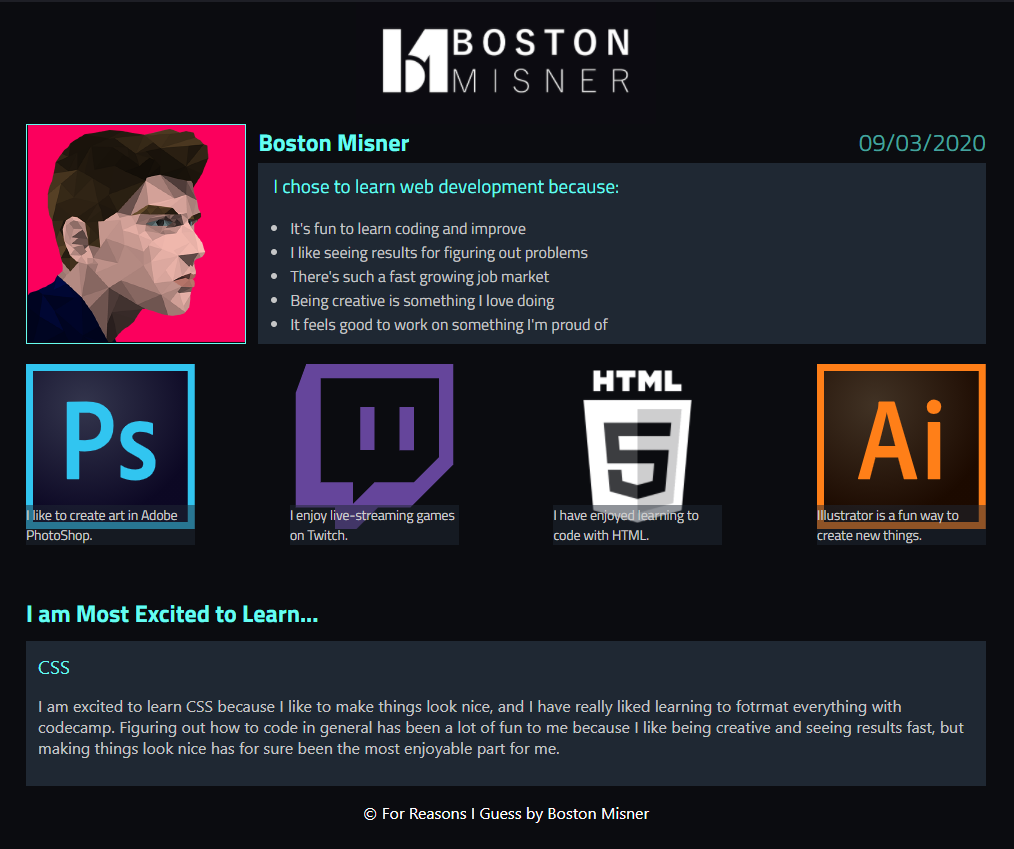 BOSTON
MISNER
Boston Misner
09/03/2020
I chose to learn web development because:
It's fun to learn coding and improve
I like seeing results for figuring out problems
There's such a fast growing job market
Being creative is something I love doing
It feels good to work on something I'm proud of
Ps
HTML
5
Ai
I like to create art in Adobe
PhotoShop.
I enjoy live-streaming games
on Twitch.
I have enjoyed learning to
code with HTML.
Illustrator is a fun way to
create new things.
I am Most Excited to Learn...
CSS
I am excited to learn CSS because I like to make things look nice, and I have really liked learning to fotrmat everything with
codecamp. Figuring out how to code in general has been a lot of fun to me because I like being creative and seeing results fast, but
making things look nice has for sure been the most enjoyable part for me.
© For Reasons I Guess by Boston Misner